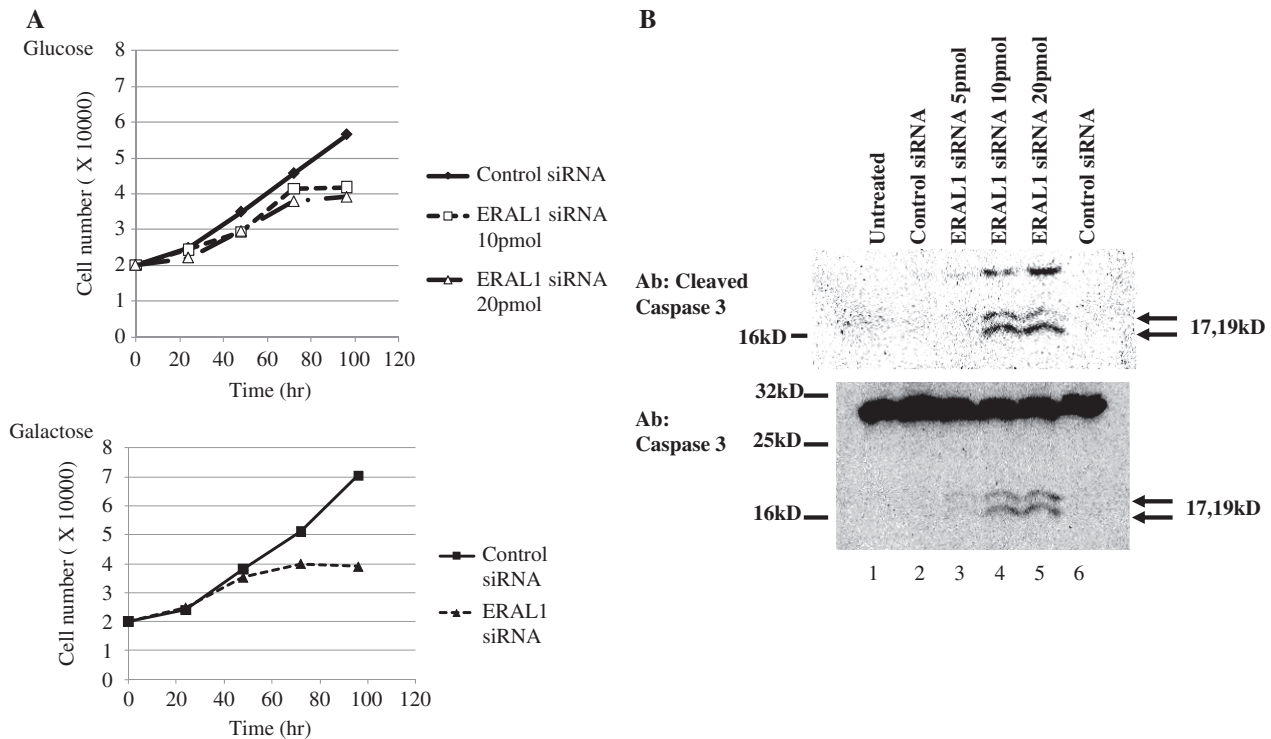 A
Glucose
Cell number ( X 10000)
8
7
6
5
4
3
2
1
0
0 20 40 60 80 100 120
Time (hr)
Control siRNA
ERAL1 siRNA
10pmol
ERAL1 siRNA
20pmol
Galactose
Cell number ( X 10000)
8
7
6
5
4
3
2
1
0
0 20 40 60 80 100 120
Time (hr)
Control
siRNA
ERAL1
siRNA
B
Untreated
Control siRNA
ERAL1 siRNA 5pmol
ERAL1 siRNA 10pmol
ERAL1 siRNA 20pmol
Control siRNA
Ab: Cleaved
Caspase 3
16kD
17,19kD
Ab:
Caspase 3
32kD
25kD
16kD
17,19kD
1 2 3 4 5 6